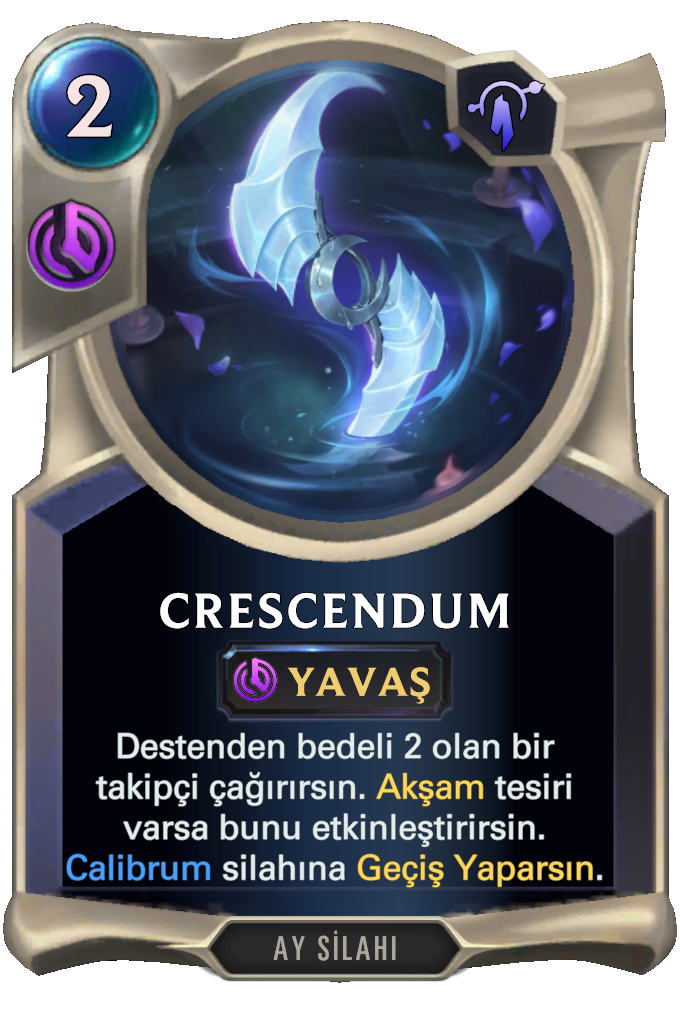 2
CRESCENDUM
YAVAŞ
Destenden bedeli 2 olan bir
takipçi çağırırsın. Akşam tesiri
varsa bunu etkinleştirirsin.
Calibrum silahına Geçiş Yaparsın.
AY SİLAHI